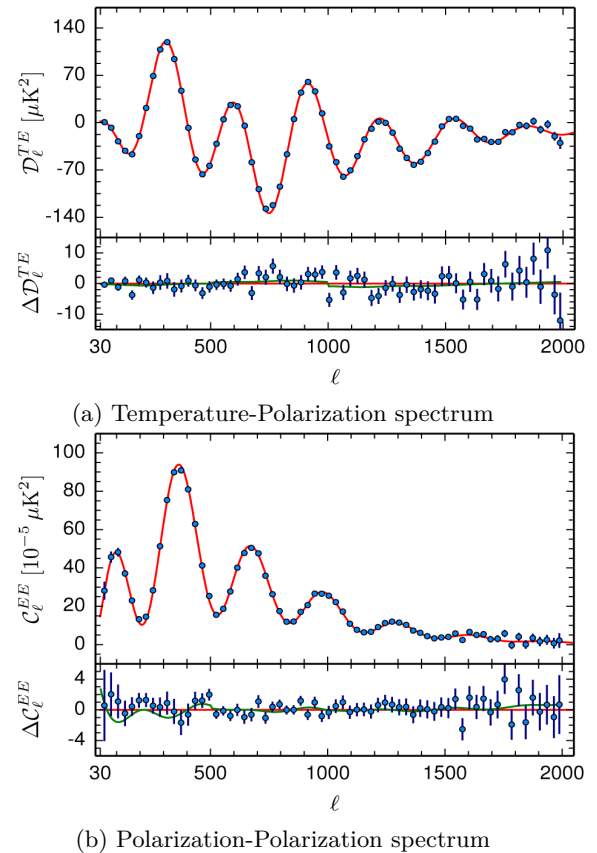 140
70
0
-70
-140
𝒟ℓ^TE [μK²]
10
0
-10
Δ𝒟ℓ^TE
30 500 1000 1500 2000
ℓ
(a) Temperature-Polarization spectrum
100
80
60
40
20
0
𝒞ℓ^EE [10⁻⁵ μK²]
4
0
-4
Δ𝒞ℓ^EE
30 500 1000 1500 2000
ℓ
(b) Polarization-Polarization spectrum